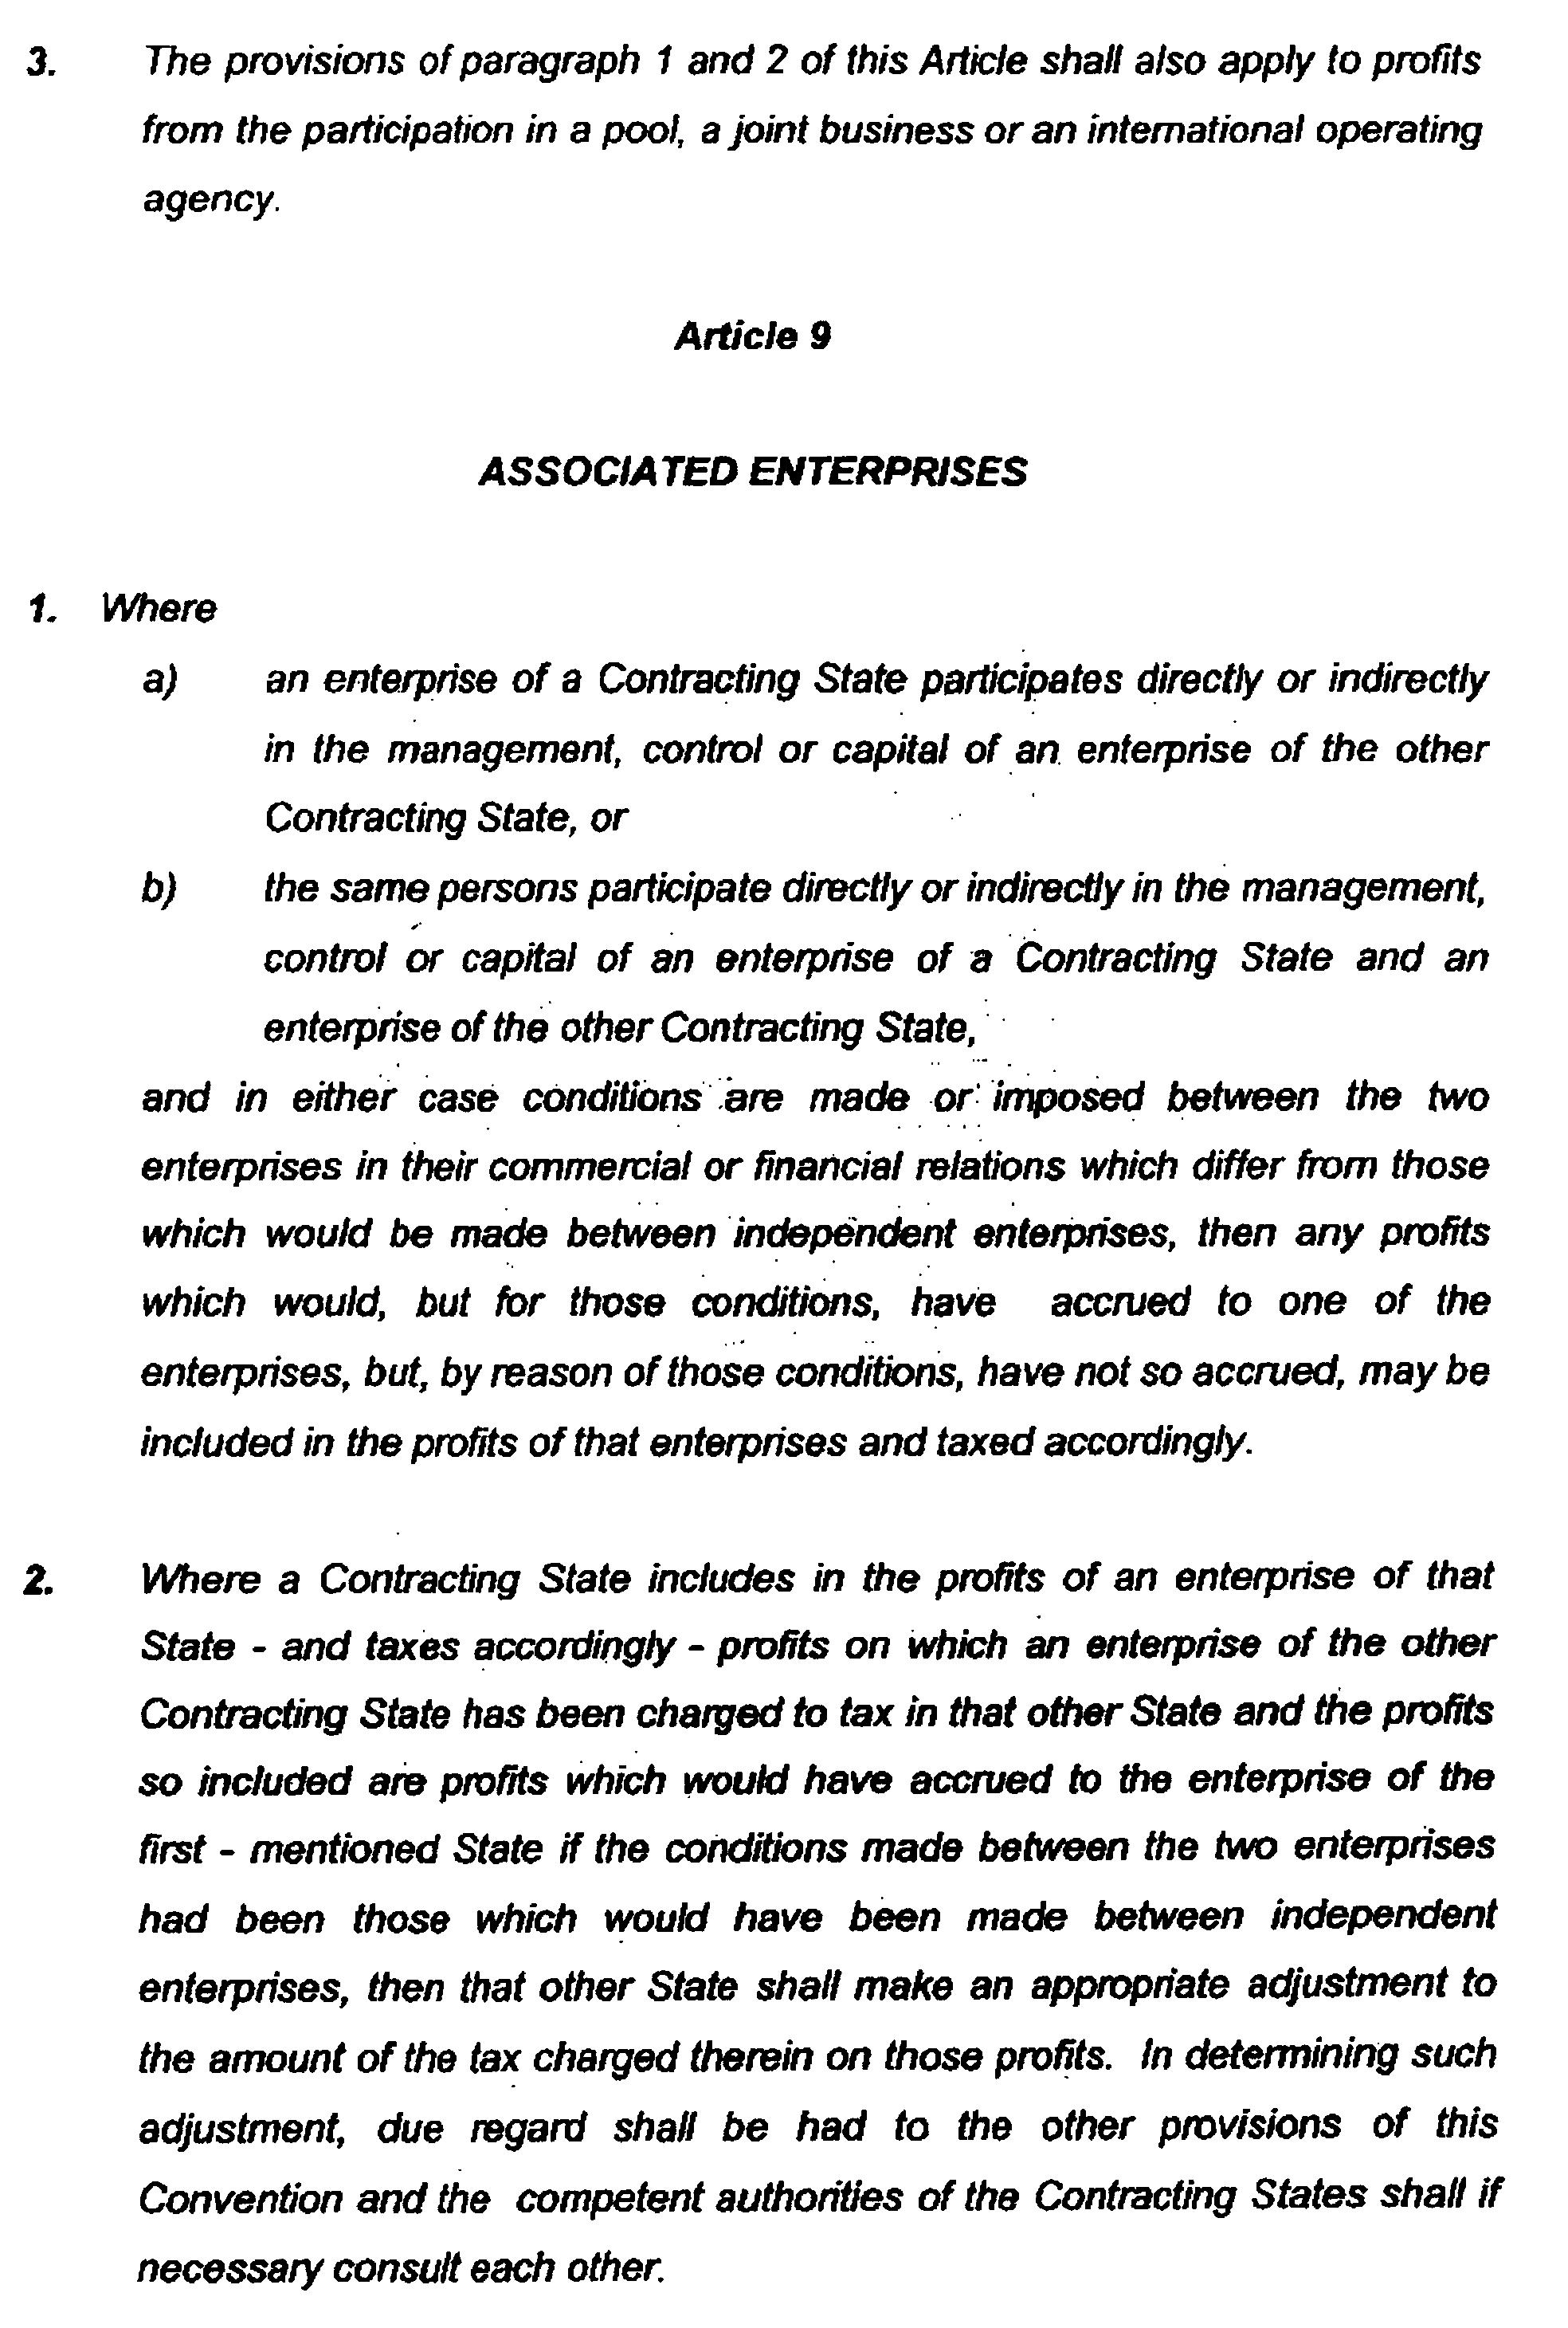 3. The provisions of paragraph 1 and 2 of this Article shall also apply to profits
from the participation in a pool, a joint business or an international operating
agency.
Article 9
ASSOCIATED ENTERPRISES
1. Where
a) an enterprise of a Contracting State participates directly or indirectly
in the management, control or capital of an enterprise of the other
Contracting State, or
b) the same persons participate directly or indirectly in the management,
control or capital of an enterprise of a Contracting State and an
enterprise of the other Contracting State,
and in either case conditions are made or imposed between the two
enterprises in their commercial or financial relations which differ from those
which would be made between independent enterprises, then any profits
which would, but for those conditions, have accrued to one of the
enterprises, but, by reason of those conditions, have not so accrued, may be
included in the profits of that enterprises and taxed accordingly.
2. Where a Contracting State includes in the profits of an enterprise of that
State - and taxes accordingly - profits on which an enterprise of the other
Contracting State has been charged to tax in that other State and the profits
so included are profits which would have accrued to the enterprise of the
first - mentioned State if the conditions made between the two enterprises
had been those which would have been made between independent
enterprises, then that other State shall make an appropriate adjustment to
the amount of the tax charged therein on those profits. In determining such
adjustment, due regard shall be had to the other provisions of this
Convention and the competent authorities of the Contracting States shall if
necessary consult each other.